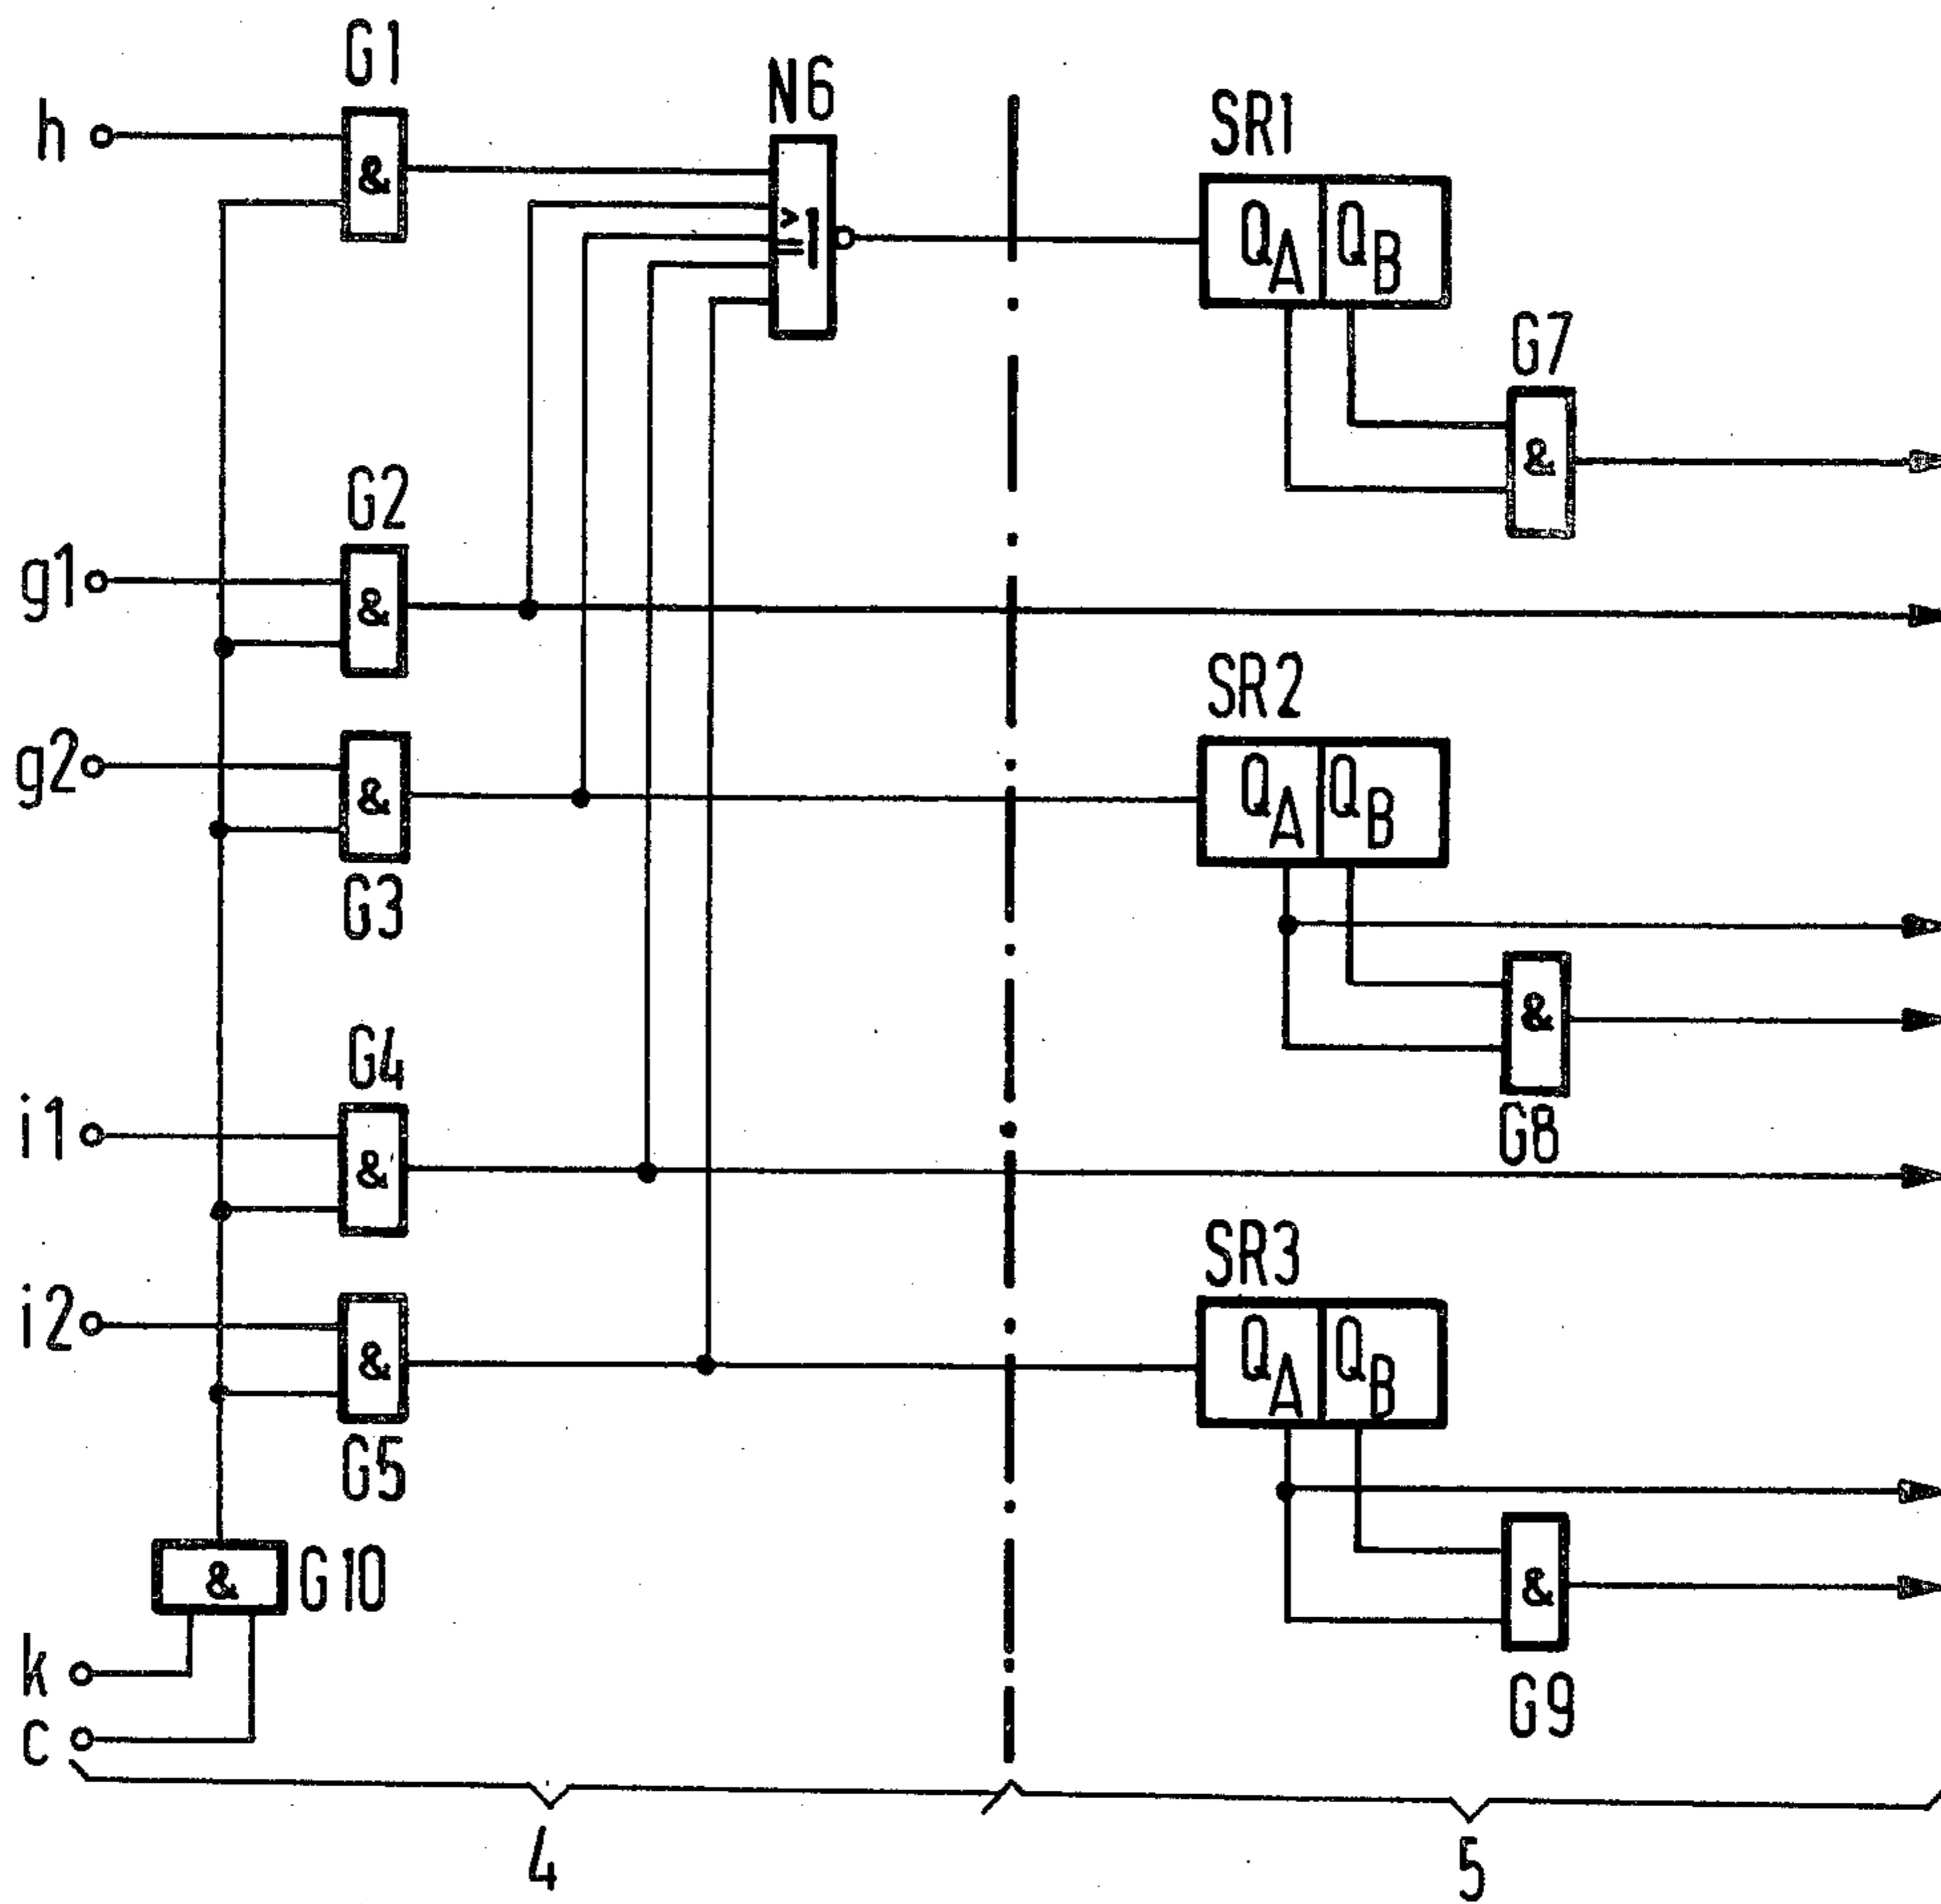 G1
N6
h
&
≥1
SR1
QA QB
G7
&
G2
g1
&
SR2
g2
&
QA QB
G3
&
G8
G4
i1
&
SR3
i2
&
QA QB
G5
&
G9
& G10
k
c
4
5